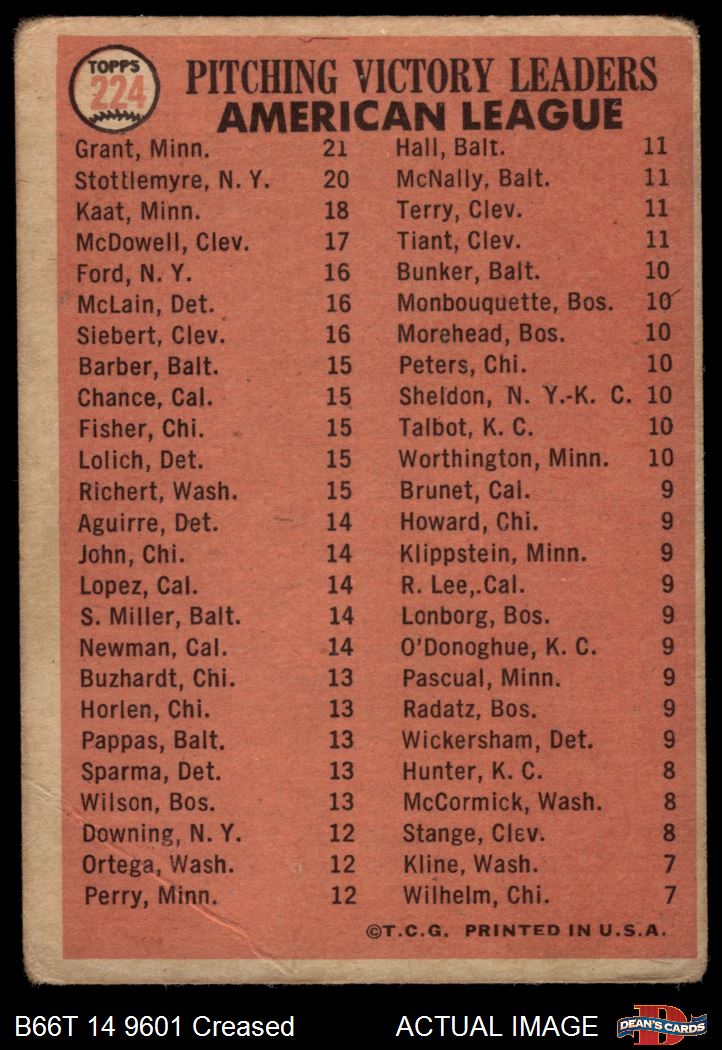 TOPPS
224
PITCHING VICTORY LEADERS
AMERICAN LEAGUE
Grant, Minn. 21
Stottlemyre, N. Y. 20
Kaat, Minn. 18
McDowell, Clev. 17
Ford, N. Y. 16
McLain, Det. 16
Siebert, Clev. 16
Barber, Balt. 15
Chance, Cal. 15
Fisher, Chi. 15
Lolich, Det. 15
Richert, Wash. 15
Aguirre, Det. 14
John, Chi. 14
Lopez, Cal. 14
S. Miller, Balt. 14
Newman, Cal. 14
Buzhardt, Chi. 13
Horlen, Chi. 13
Pappas, Balt. 13
Sparma, Det. 13
Wilson, Bos. 13
Downing, N. Y. 12
Ortega, Wash. 12
Perry, Minn. 12
Hall, Balt. 11
McNally, Balt. 11
Terry, Clev. 11
Tiant, Clev. 11
Bunker, Balt. 10
Monbouquette, Bos. 10
Morehead, Bos. 10
Peters, Chi. 10
Sheldon, N. Y.-K. C. 10
Talbot, K. C. 10
Worthington, Minn. 10
Brunet, Cal. 9
Howard, Chi. 9
Klippstein, Minn. 9
R. Lee, Cal. 9
Lonborg, Bos. 9
O'Donoghue, K. C. 9
Pascual, Minn. 9
Radatz, Bos. 9
Wickersham, Det. 9
Hunter, K. C. 8
McCormick, Wash. 8
Stange, Clev. 8
Kline, Wash. 7
Wilhelm, Chi. 7
©T.C.G. PRINTED IN U.S.A.
B66T 14 9601 Creased
ACTUAL IMAGE
D
DEAN'S CARDS